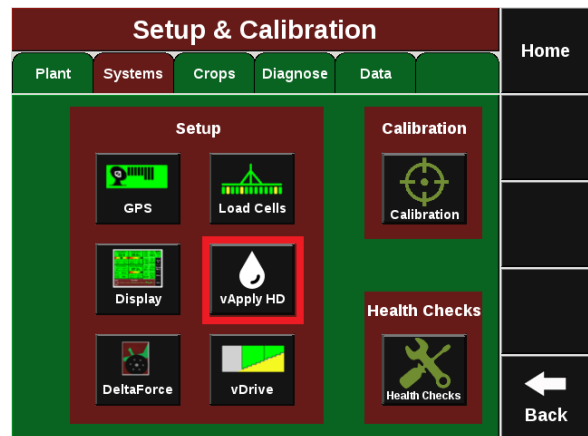 Setup & Calibration
Home
Plant
Systems
Crops
Diagnose
Data
Setup
Calibration
GPS
Load Cells
Calibration
Display
vApply HD
Health Checks
DeltaForce
vDrive
Health Checks
Back